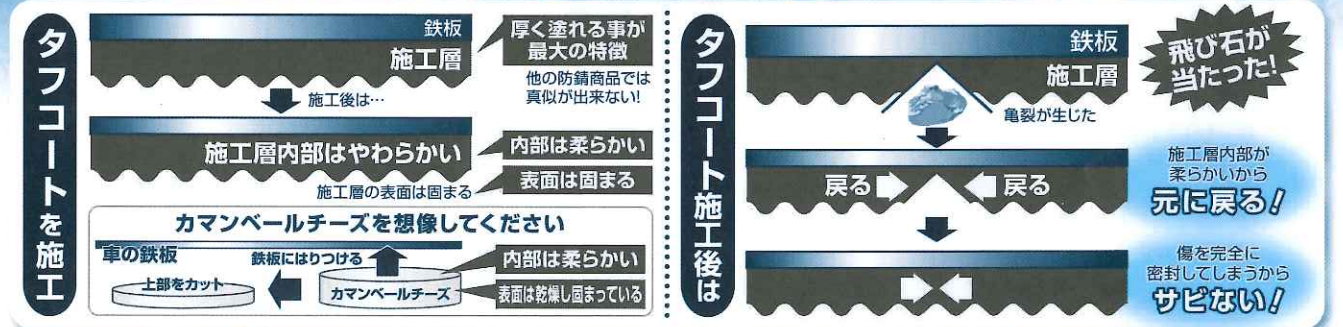 タフコートを施工
鉄板
施工層
厚く塗れる事が
最大の特徴
他の防錆商品では
真似が出来ない!
施工後は…
施工層内部はやわらかい
内部は柔らかい
表面は固まる
施工層の表面は固まる
カマンベールチーズを想像してください
車の鉄板
鉄板にはりつける
上部をカット
カマンベールチーズ
内部は柔らかい
表面は乾燥し固まっている
タフコート施工後は
鉄板
施工層
飛び石が
当たった!
亀裂が生じた
戻る
戻る
施工層内部が
柔らかいから
元に戻る!
傷を完全に
密封してしまうから
サビない!